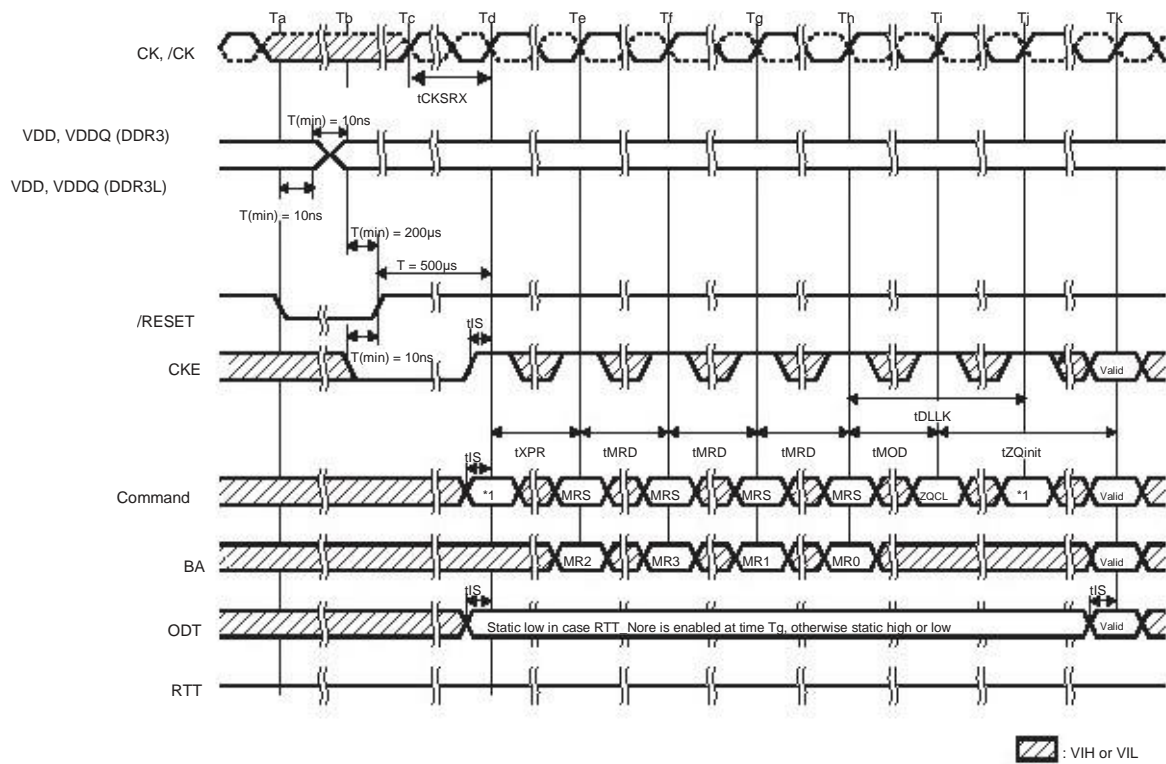 Ta Tb Tc Td Te Tf Tg Th Ti Tj Tk
CK, /CK
tCKSRX
T(min) = 10ns
VDD, VDDQ (DDR3)
VDD, VDDQ (DDR3L)
T(min) = 10ns
T(min) = 200µs
T = 500µs
/RESET
tIS
T(min) = 10ns
CKE
Valid
tDLLK
tXPR tMRD tMRD tMRD tMOD tZQinit
tIS
Command
*1 MRS MRS MRS MRS ZQCL *1 Valid
BA
MR2 MR3 MR1 MR0 Valid
tIS tIS
ODT
Static low in case RTT_Nore is enabled at time Tg, otherwise static high or low
Valid
RTT
: VIH or VIL